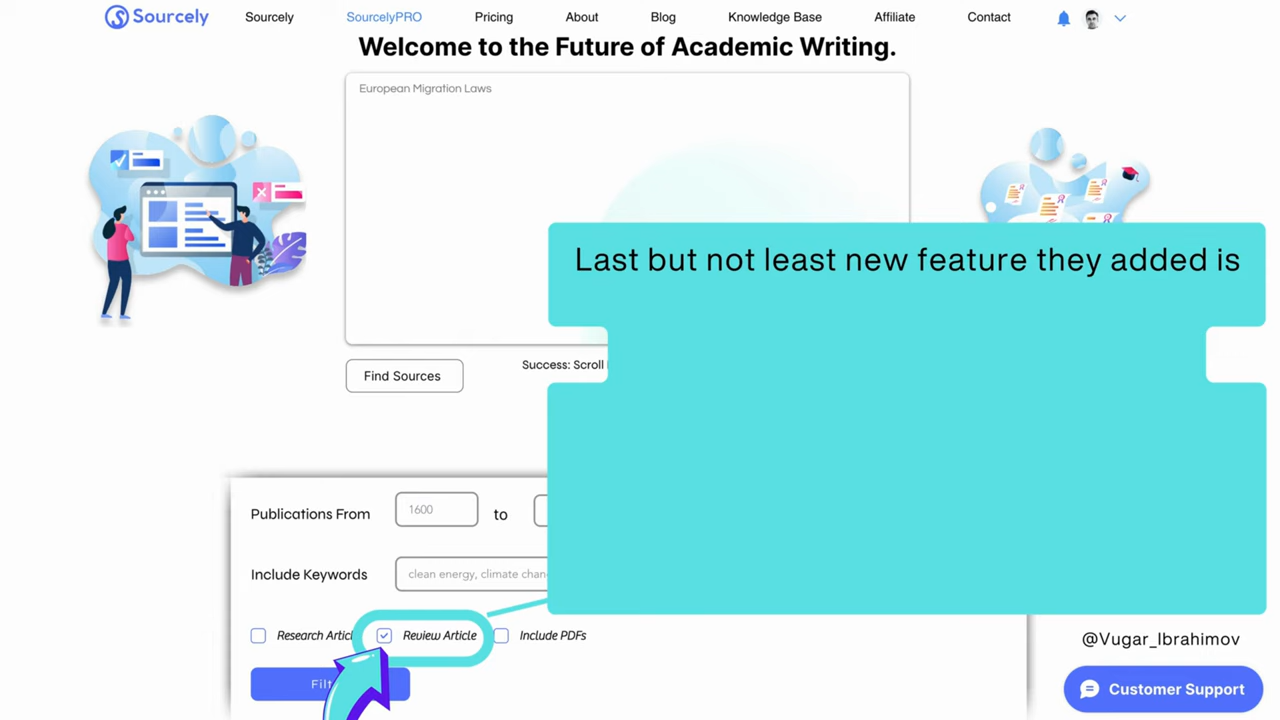 Sourcely
Sourcely
SourcelyPRO
Pricing
About
Blog
Knowledge Base
Affiliate
Contact
Welcome to the Future of Academic Writing.
European Migration Laws
Last but not least new feature they added is
Find Sources
Success: Scroll
Publications From
1600
to
Include Keywords
clean energy, climate chan
Research Artic
Review Article
Include PDFs
Filt
@Vugar_Ibrahimov
Customer Support